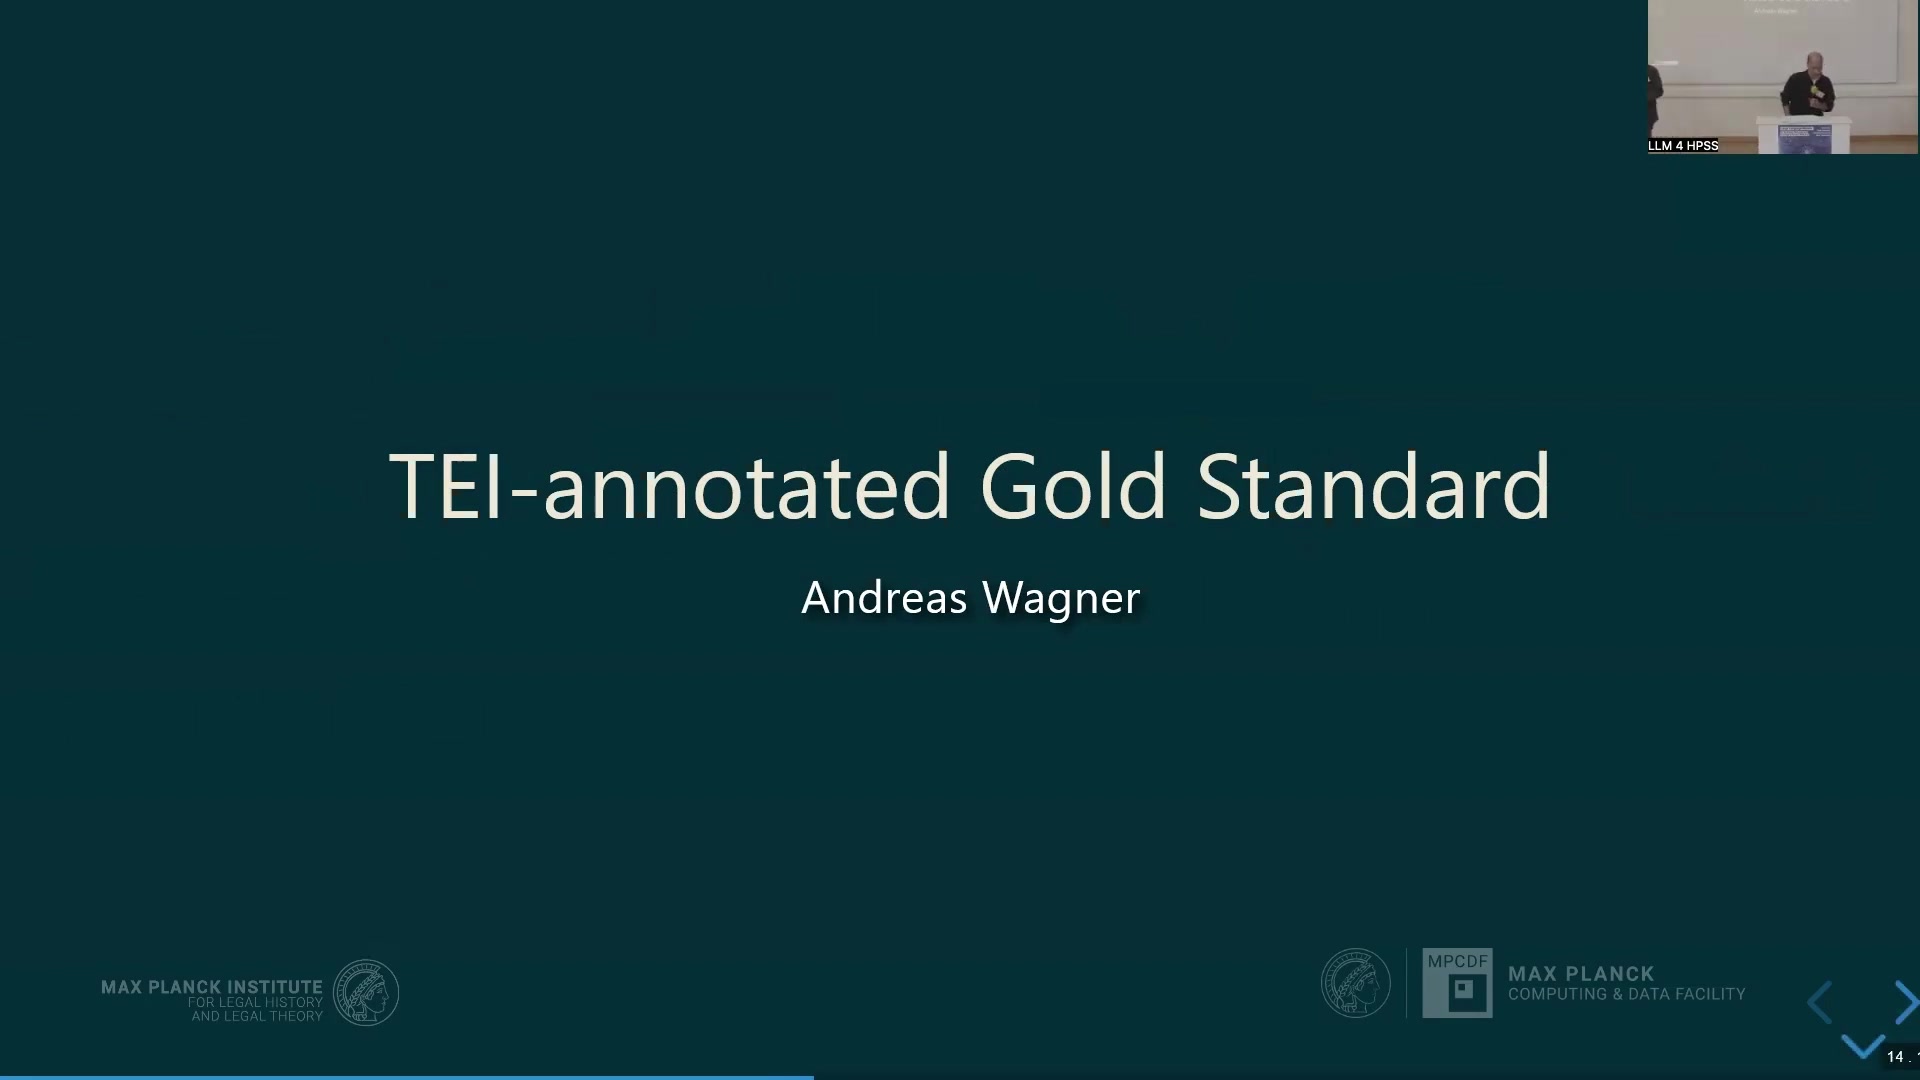 LLM 4 HPSS
TEI-annotated Gold Standard
Andreas Wagner
MAX PLANCK INSTITUTE
FOR LEGAL HISTORY
AND LEGAL THEORY
MPCDF
MAX PLANCK
COMPUTING & DATA FACILITY
14 .